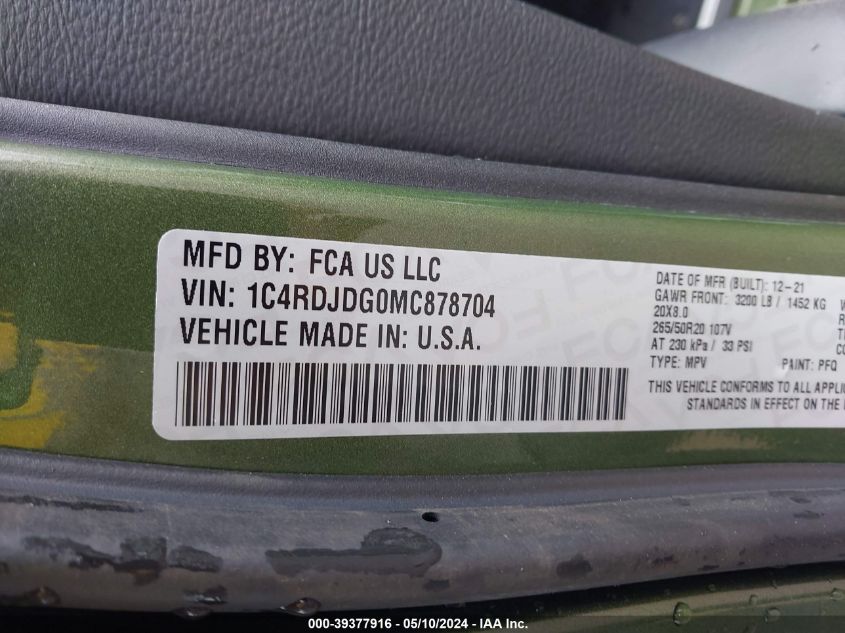 MFD BY: FCA US LLC
VIN: 1C4RDJDG0MC878704
VEHICLE MADE IN: U.S.A.
DATE OF MFR (BUILT): 12-21
GAWR FRONT: 3200 LB / 1452 KG
20X8.0
265/50R20 107V
AT 230 kPa / 33 PSI
TYPE: MPV PAINT: PFQ
THIS VEHICLE CONFORMS TO ALL APPLIC
STANDARDS IN EFFECT ON THE
000-39377916 - 05/10/2024 - IAA Inc.